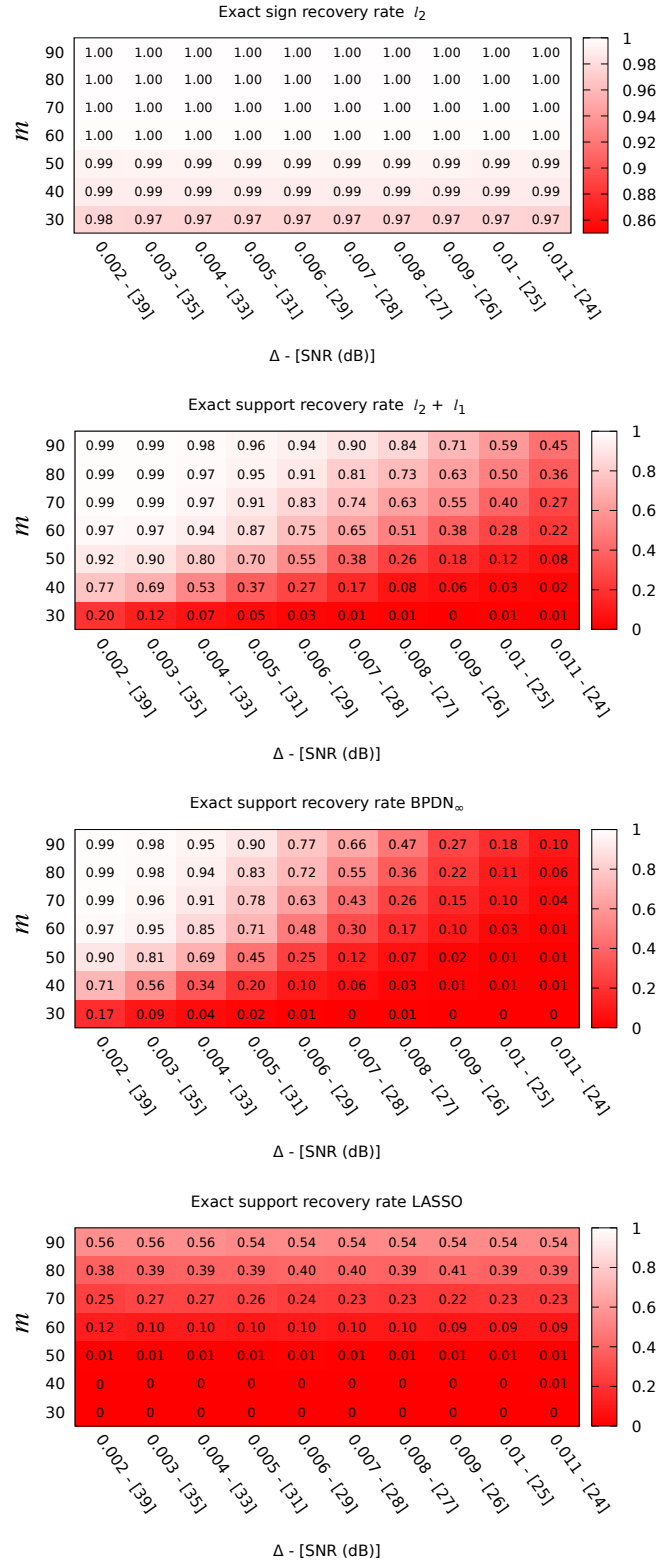 Exact sign recovery rate l₂
90 1.00 1.00 1.00 1.00 1.00 1.00 1.00 1.00 1.00 1.00 1
80 1.00 1.00 1.00 1.00 1.00 1.00 1.00 1.00 1.00 1.00 0.98
70 1.00 1.00 1.00 1.00 1.00 1.00 1.00 1.00 1.00 1.00 0.96
0.94
m 60 1.00 1.00 1.00 1.00 1.00 1.00 1.00 1.00 1.00 1.00 0.92
50 0.99 0.99 0.99 0.99 0.99 0.99 0.99 0.99 0.99 0.99 0.9
40 0.99 0.99 0.99 0.99 0.99 0.99 0.99 0.99 0.99 0.99 0.88
30 0.98 0.97 0.97 0.97 0.97 0.97 0.97 0.97 0.97 0.97 0.86
0.002 - [39] 0.003 - [35] 0.004 - [33] 0.005 - [31] 0.006 - [29] 0.007 - [28] 0.008 - [27] 0.009 - [26] 0.01 - [25] 0.011 - [24]
Δ - [SNR (dB)]
Exact support recovery rate l₂ + l₁
90 0.99 0.99 0.98 0.96 0.94 0.90 0.84 0.71 0.59 0.45 1
80 0.99 0.99 0.97 0.95 0.91 0.81 0.73 0.63 0.50 0.36 0.8
70 0.99 0.99 0.97 0.91 0.83 0.74 0.63 0.55 0.40 0.27 0.6
m 60 0.97 0.97 0.94 0.87 0.75 0.65 0.51 0.38 0.28 0.22
50 0.92 0.90 0.80 0.70 0.55 0.38 0.26 0.18 0.12 0.08 0.4
40 0.77 0.69 0.53 0.37 0.27 0.17 0.08 0.06 0.03 0.02 0.2
30 0.20 0.12 0.07 0.05 0.03 0.01 0.01 0 0.01 0.01 0
0.002 - [39] 0.003 - [35] 0.004 - [33] 0.005 - [31] 0.006 - [29] 0.007 - [28] 0.008 - [27] 0.009 - [26] 0.01 - [25] 0.011 - [24]
Δ - [SNR (dB)]
Exact support recovery rate BPDN∞
90 0.99 0.98 0.95 0.90 0.77 0.66 0.47 0.27 0.18 0.10 1
80 0.99 0.98 0.94 0.83 0.72 0.55 0.36 0.22 0.11 0.06 0.8
70 0.99 0.96 0.91 0.78 0.63 0.43 0.26 0.15 0.10 0.04 0.6
m 60 0.97 0.95 0.85 0.71 0.48 0.30 0.17 0.10 0.03 0.01
50 0.90 0.81 0.69 0.45 0.25 0.12 0.07 0.02 0.01 0.01 0.4
40 0.71 0.56 0.34 0.20 0.10 0.06 0.03 0.01 0.01 0.01 0.2
30 0.17 0.09 0.04 0.02 0.01 0 0.01 0 0 0 0
0.002 - [39] 0.003 - [35] 0.004 - [33] 0.005 - [31] 0.006 - [29] 0.007 - [28] 0.008 - [27] 0.009 - [26] 0.01 - [25] 0.011 - [24]
Δ - [SNR (dB)]
Exact support recovery rate LASSO
90 0.56 0.56 0.56 0.54 0.54 0.54 0.54 0.54 0.54 0.54 1
80 0.38 0.39 0.39 0.39 0.40 0.40 0.39 0.41 0.39 0.39 0.8
70 0.25 0.27 0.27 0.26 0.24 0.23 0.23 0.22 0.23 0.23 0.6
m 60 0.12 0.10 0.10 0.10 0.10 0.10 0.10 0.09 0.09 0.09
50 0.01 0.01 0.01 0.01 0.01 0.01 0.01 0.01 0.01 0.01 0.4
40 0 0 0 0 0 0 0 0 0 0.01 0.2
30 0 0 0 0 0 0 0 0 0 0 0
0.002 - [39] 0.003 - [35] 0.004 - [33] 0.005 - [31] 0.006 - [29] 0.007 - [28] 0.008 - [27] 0.009 - [26] 0.01 - [25] 0.011 - [24]
Δ - [SNR (dB)]